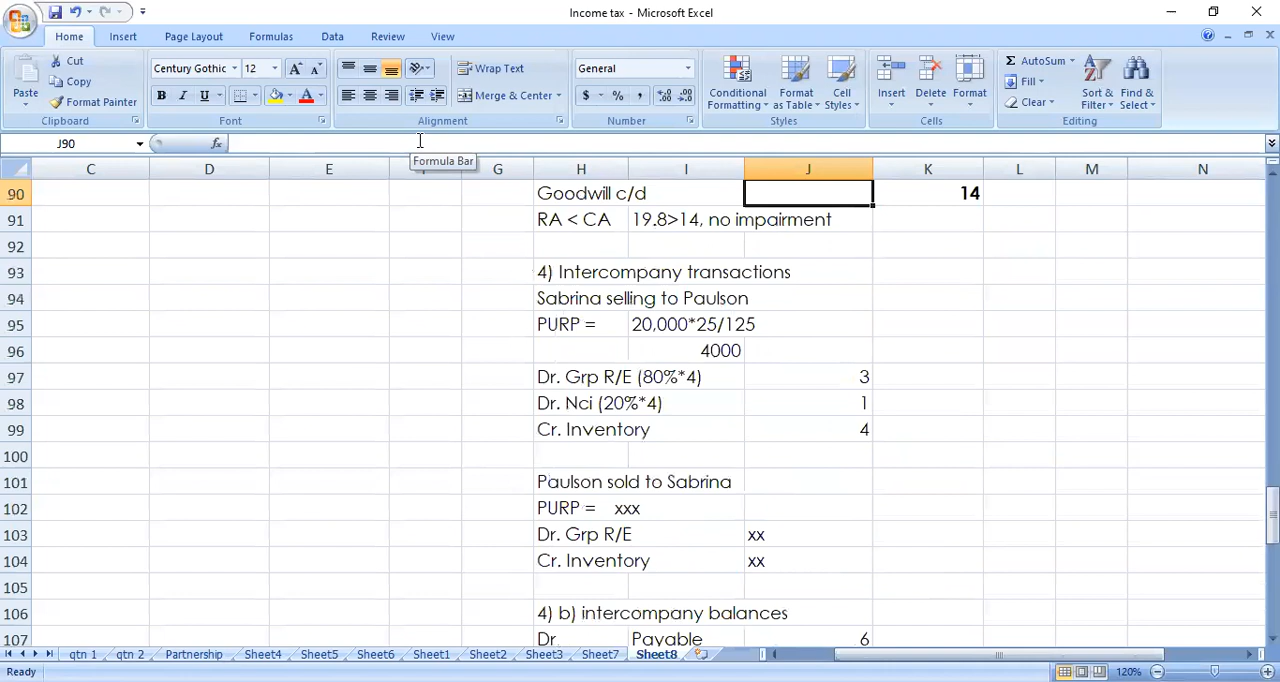 Income tax - Microsoft Excel
Home Insert Page Layout Formulas Data Review View
Paste
Cut
Copy
Format Painter
Clipboard
Century Gothic 12
B I U
Font
Wrap Text
Merge & Center
Alignment
General
$ % ,
Number
Conditional Formatting
Format as Table
Cell Styles
Styles
Insert
Delete
Format
Cells
Σ AutoSum
Fill
Clear
Sort & Filter
Find & Select
Editing
J90 fx
Formula Bar
C D E G H I J K L M N
90 Goodwill c/d 14
91 RA < CA 19.8>14, no impairment
92
93 4) Intercompany transactions
94 Sabrina selling to Paulson
95 PURP = 20,000*25/125
96 4000
97 Dr. Grp R/E (80%*4) 3
98 Dr. Nci (20%*4) 1
99 Cr. Inventory 4
100
101 Paulson sold to Sabrina
102 PURP = xxx
103 Dr. Grp R/E xx
104 Cr. Inventory xx
105
106 4) b) intercompany balances
107 Dr Payable 6
qtn 1 qtn 2 Partnership Sheet4 Sheet5 Sheet6 Sheet1 Sheet2 Sheet3 Sheet7 Sheet8
Ready 120%